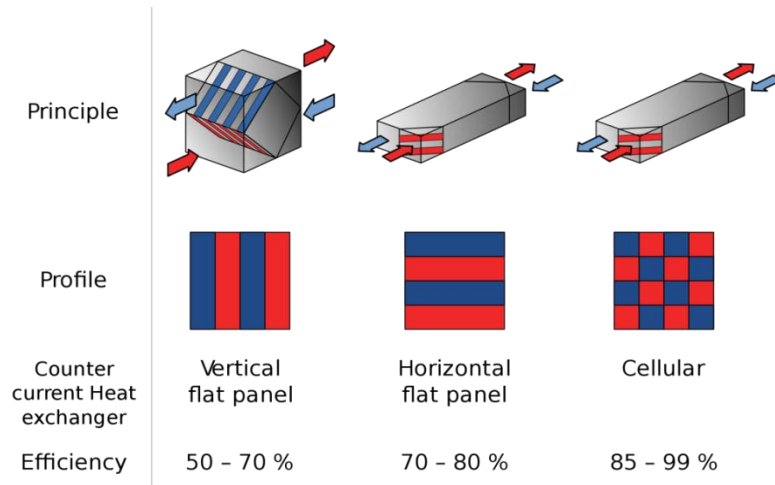 Principle
Profile
Counter
current Heat
exchanger
Vertical
flat panel
Horizontal
flat panel
Cellular
Efficiency
50 – 70 %
70 – 80 %
85 – 99 %